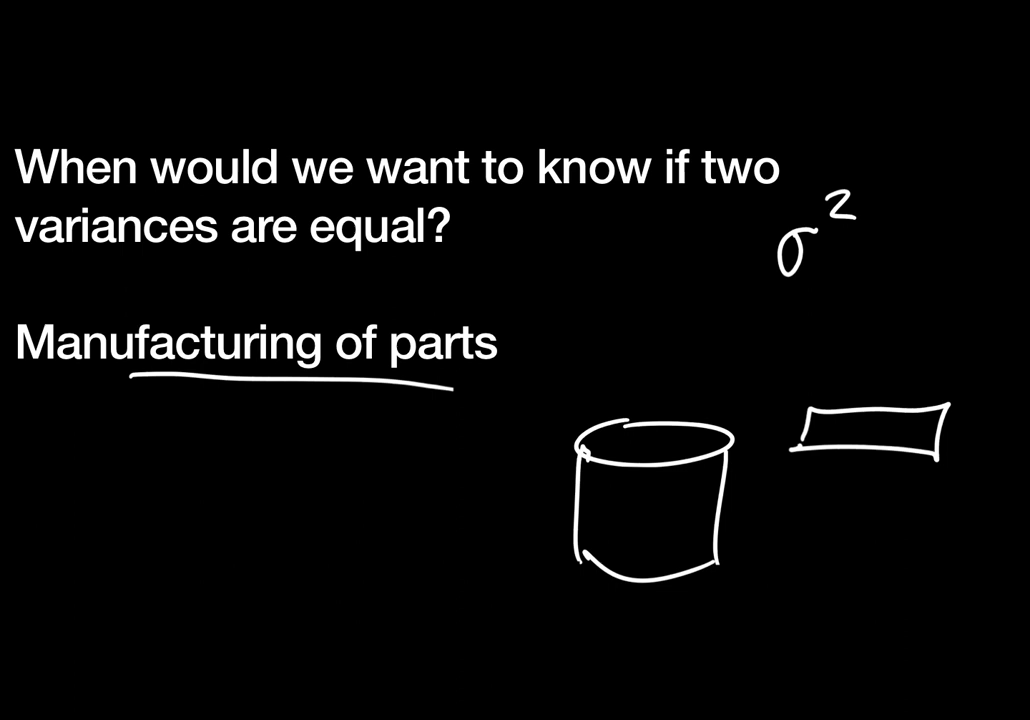 When would we want to know if two
variances are equal?
σ²
Manufacturing of parts